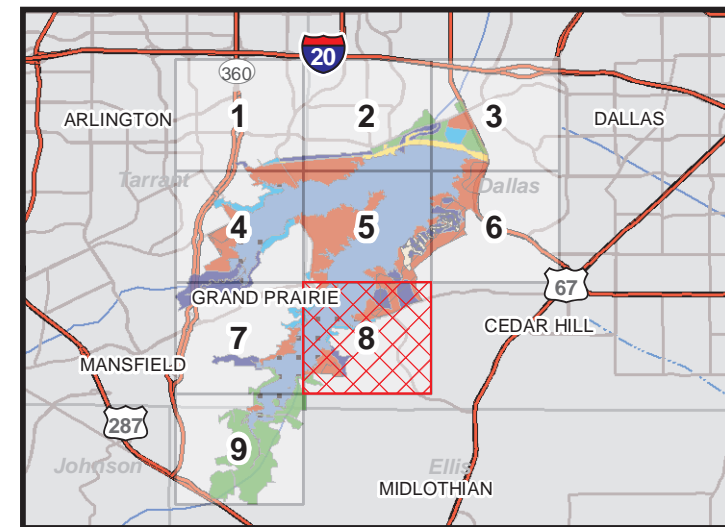 20
360
1
2
3
ARLINGTON
DALLAS
Tarrant
Dallas
4
5
6
67
GRAND PRAIRIE
7
8
CEDAR HILL
MANSFIELD
287
9
Johnson
Ellis
MIDLOTHIAN